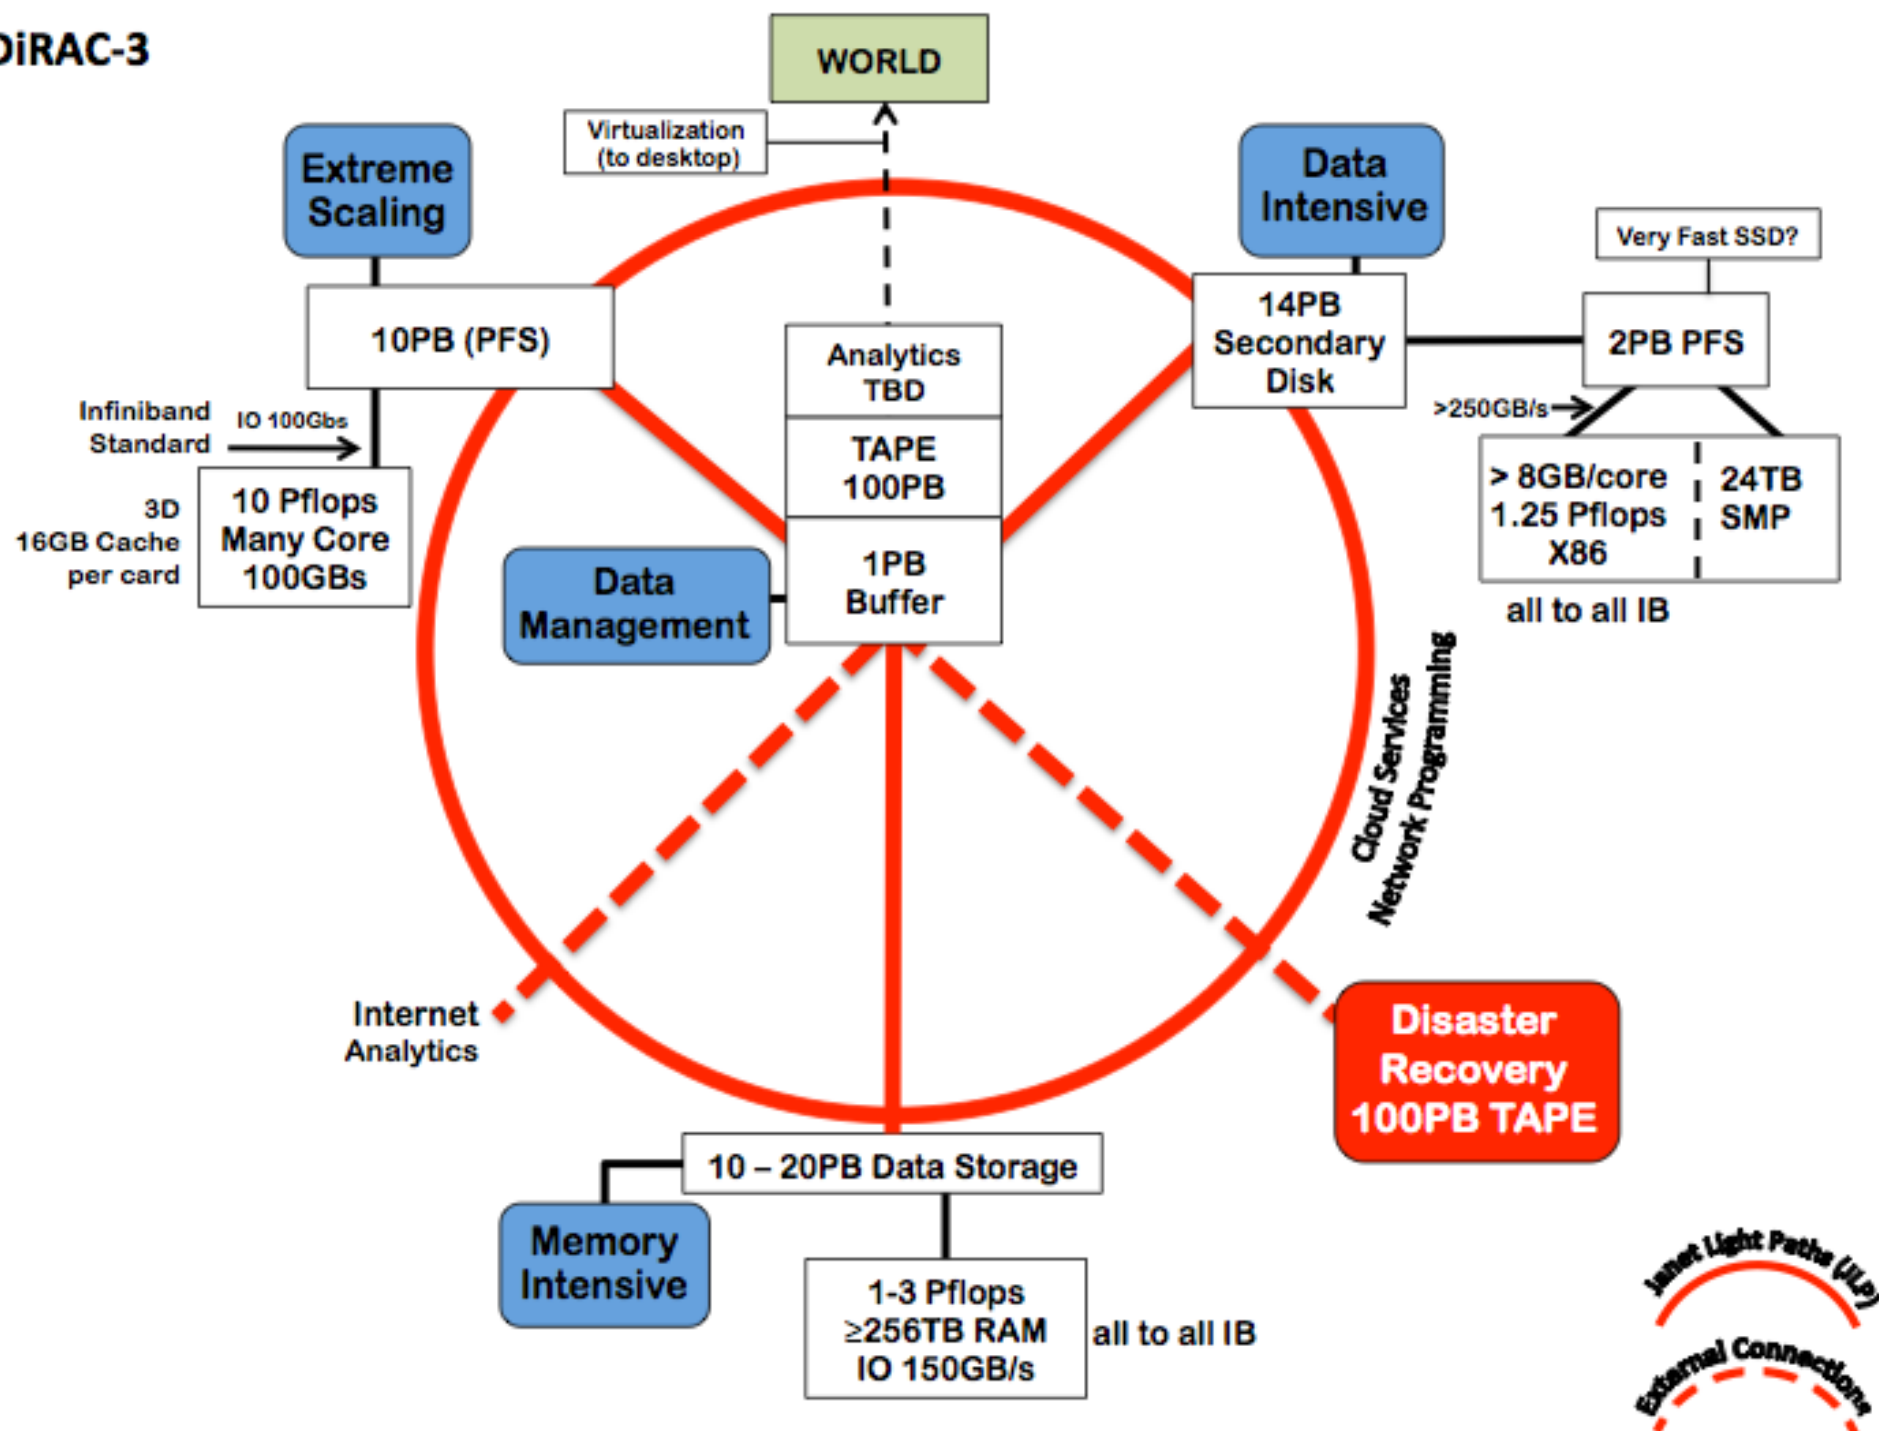 DiRAC-3
WORLD
Virtualization
(to desktop)
Extreme
Scaling
Data
Intensive
Very Fast SSD?
10PB (PFS)
14PB
Secondary
Disk
2PB PFS
Analytics
TBD
TAPE
100PB
1PB
Buffer
Infiniband
Standard
IO 100Gbs
>250GB/s
3D
16GB Cache
per card
10 Pflops
Many Core
100GBs
> 8GB/core
1.25 Pflops
X86
24TB
SMP
all to all IB
Data
Management
Cloud Services
Network Programming
Internet
Analytics
Disaster
Recovery
100PB TAPE
10 – 20PB Data Storage
Memory
Intensive
1-3 Pflops
≥256TB RAM
IO 150GB/s
all to all IB
Janet Light Paths (JLP)
External Connections